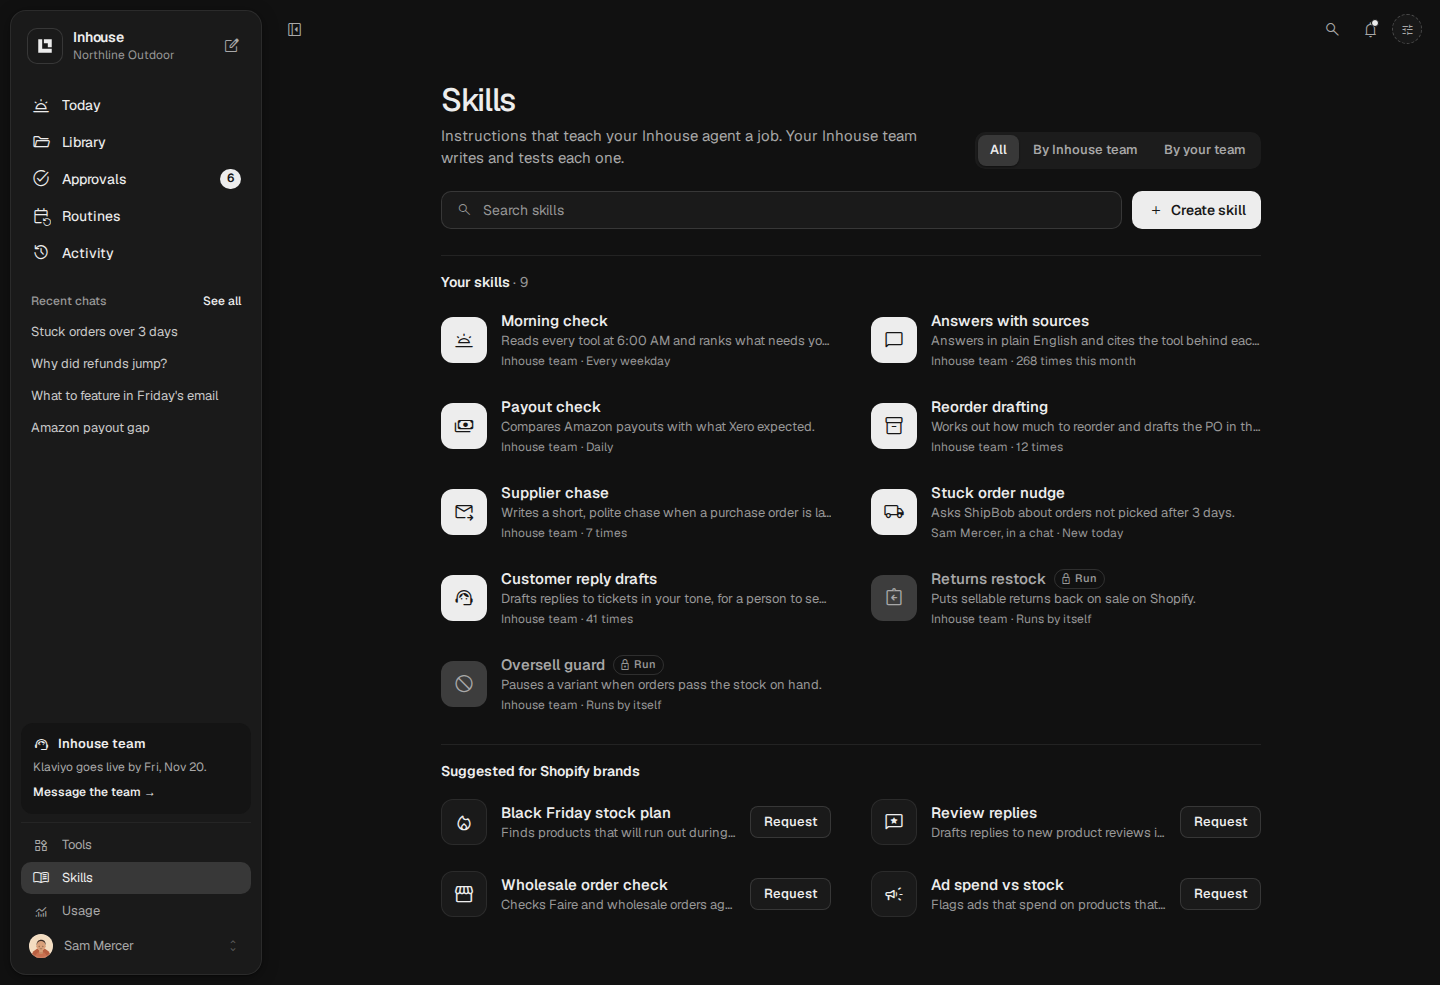 Inhouse
Northline Outdoor
Today
Library
Approvals 6
Routines
Activity
Recent chats See all
Stuck orders over 3 days
Why did refunds jump?
What to feature in Friday's email
Amazon payout gap
Inhouse team
Klaviyo goes live by Fri, Nov 20.
Message the team →
Tools
Skills
Usage
Sam Mercer
Skills
Instructions that teach your Inhouse agent a job. Your Inhouse team
writes and tests each one.
All By Inhouse team By your team
Search skills
+ Create skill
Your skills · 9
Morning check
Reads every tool at 6:00 AM and ranks what needs yo...
Inhouse team · Every weekday
Answers with sources
Answers in plain English and cites the tool behind eac...
Inhouse team · 268 times this month
Payout check
Compares Amazon payouts with what Xero expected.
Inhouse team · Daily
Reorder drafting
Works out how much to reorder and drafts the PO in th...
Inhouse team · 12 times
Supplier chase
Writes a short, polite chase when a purchase order is la...
Inhouse team · 7 times
Stuck order nudge
Asks ShipBob about orders not picked after 3 days.
Sam Mercer, in a chat · New today
Customer reply drafts
Drafts replies to tickets in your tone, for a person to se...
Inhouse team · 41 times
Returns restock Run
Puts sellable returns back on sale on Shopify.
Inhouse team · Runs by itself
Oversell guard Run
Pauses a variant when orders pass the stock on hand.
Inhouse team · Runs by itself
Suggested for Shopify brands
Black Friday stock plan
Finds products that will run out during...
Request
Review replies
Drafts replies to new product reviews i...
Request
Wholesale order check
Checks Faire and wholesale orders ag...
Request
Ad spend vs stock
Flags ads that spend on products that...
Request